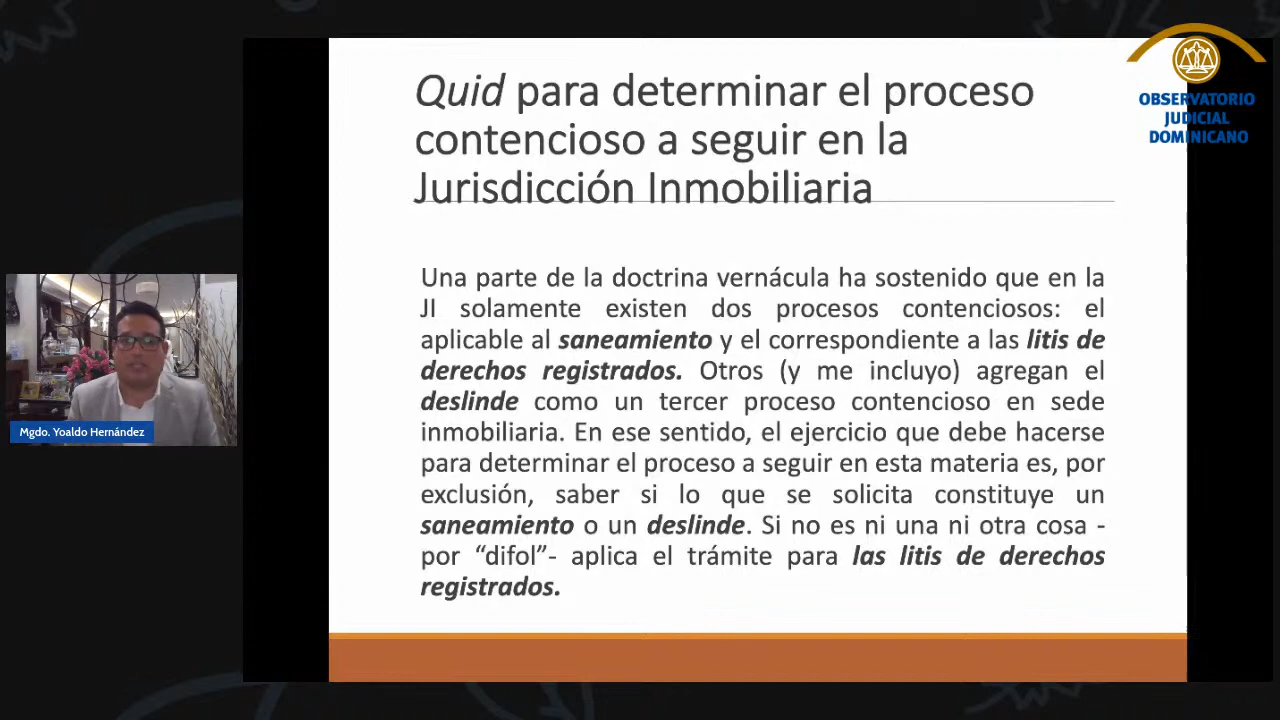 Quid para determinar el proceso
contencioso a seguir en la
Jurisdicción Inmobiliaria
OBSERVATORIO
JUDICIAL
DOMINICANO
Una parte de la doctrina vernácula ha sostenido que en la
JI solamente existen dos procesos contenciosos: el
aplicable al saneamiento y el correspondiente a las litis de
derechos registrados. Otros (y me incluyo) agregan el
deslinde como un tercer proceso contencioso en sede
inmobiliaria. En ese sentido, el ejercicio que debe hacerse
para determinar el proceso a seguir en esta materia es, por
exclusión, saber si lo que se solicita constituye un
saneamiento o un deslinde. Si no es ni una ni otra cosa -
por “difol”- aplica el trámite para las litis de derechos
registrados.
Mgdo. Yoaldo Hernández